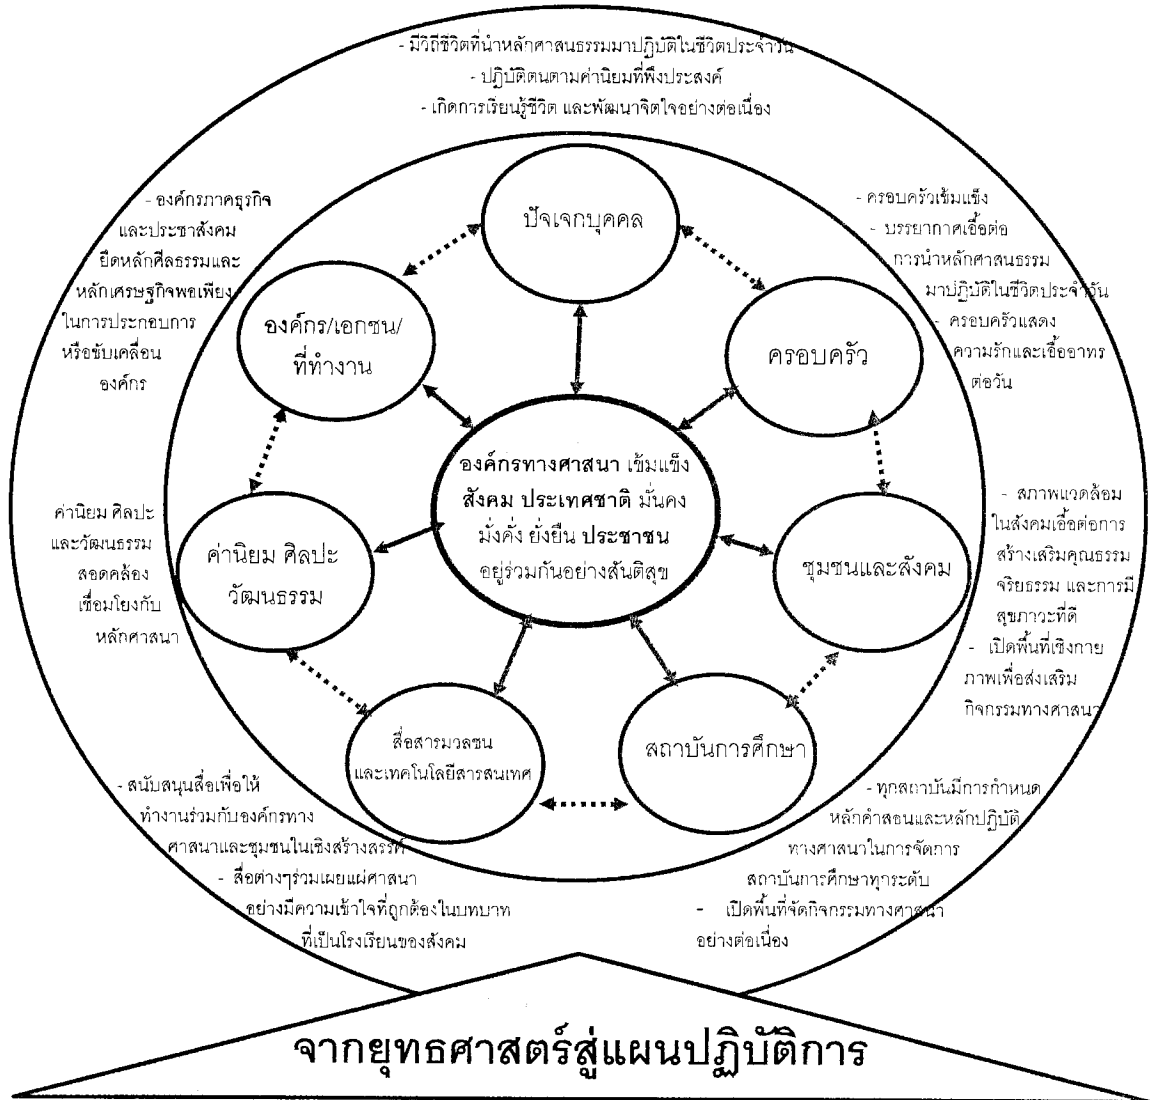 - มีวิถีชีวิตที่นำหลักศาสนธรรมมาปฏิบัติในชีวิตประจำวัน
- ปฏิบัติตนตามค่านิยมที่พึงประสงค์
- เกิดการเรียนรู้ชีวิต และพัฒนาจิตใจอย่างต่อเนื่อง
- องค์กรภาคธุรกิจ
และประชาสังคม
ยึดหลักศีลธรรมและ
หลักเศรษฐกิจพอเพียง
ในการประกอบการ
หรือขับเคลื่อน
องค์กร
ปัจเจกบุคคล
- ครอบครัวเข้มแข็ง
- บรรยากาศเอื้อต่อ
การนำหลักศาสนธรรม
มาปฏิบัติในชีวิตประจำวัน
- ครอบครัวแสดง
ความรักและเอื้ออาทร
ต่อวัน
องค์กร/เอกชน/
ที่ทำงาน
ครอบครัว
องค์กรทางศาสนา เข้มแข็ง
สังคม ประเทศชาติ มั่นคง
มั่งคั่ง ยั่งยืน ประชาชน
อยู่ร่วมกันอย่างสันติสุข
ค่านิยม ศิลปะ
และวัฒนธรรม
สอดคล้อง
เชื่อมโยงกับ
หลักศาสนา
ค่านิยม ศิลปะ
วัฒนธรรม
ชุมชนและสังคม
- สภาพแวดล้อม
ในสังคมเอื้อต่อการ
สร้างเสริมคุณธรรม
จริยธรรม และการมี
สุขภาวะที่ดี
- เปิดพื้นที่เชิงกาย
ภาพเพื่อส่งเสริม
กิจกรรมทางศาสนา
สื่อสารมวลชน
และเทคโนโลยีสารสนเทศ
สถาบันการศึกษา
- สนับสนุนสื่อเพื่อให้
ทำงานร่วมกับองค์กรทาง
ศาสนาและชุมชนในเชิงสร้างสรรค์
- สื่อต่างๆร่วมเผยแผ่ศาสนา
อย่างมีความเข้าใจที่ถูกต้องในบทบาท
ที่เป็นโรงเรียนของสังคม
- ทุกสถาบันมีการกำหนด
หลักคำสอนและหลักปฏิบัติ
ทางศาสนาในการจัดการ
สถาบันการศึกษาทุกระดับ
- เปิดพื้นที่จัดกิจกรรมทางศาสนา
อย่างต่อเนื่อง
จากยุทธศาสตร์สู่แผนปฏิบัติการ